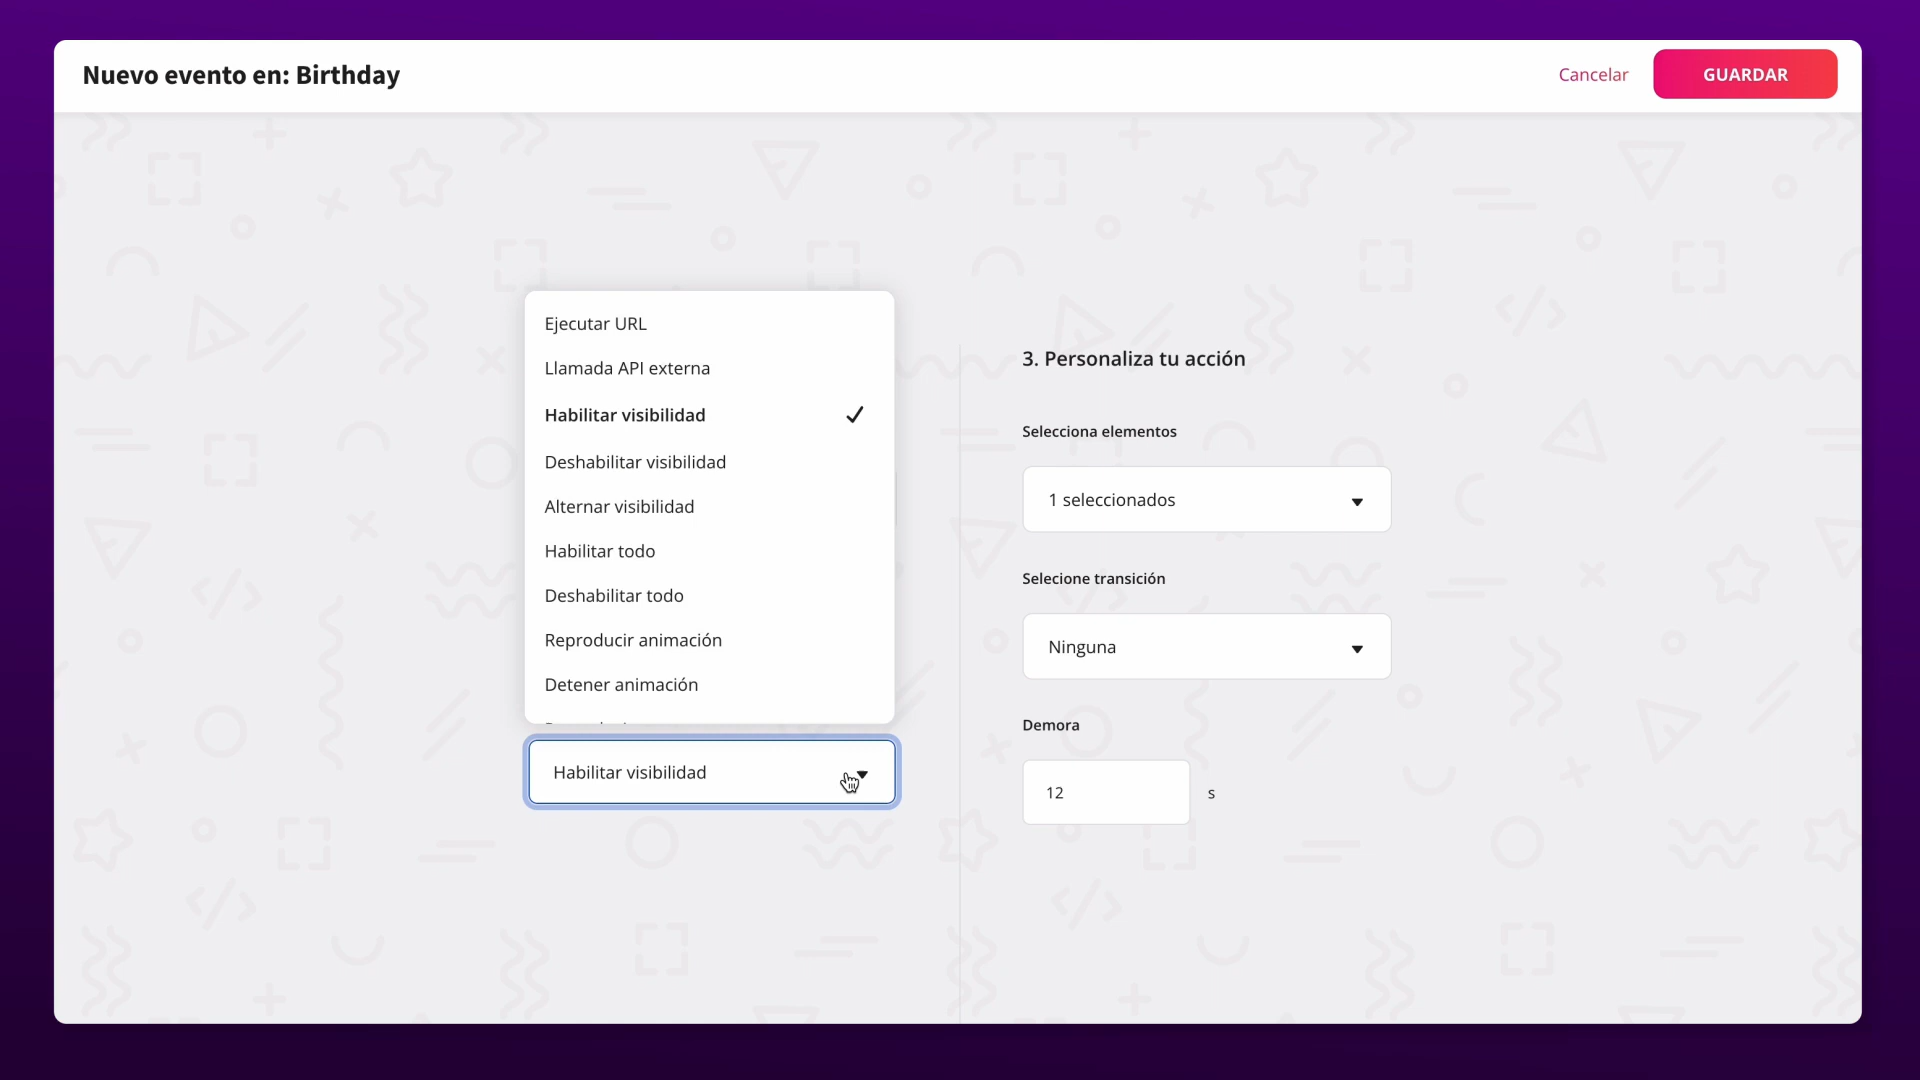 Nuevo evento en: Birthday
Cancelar
GUARDAR
Ejecutar URL
Llamada API externa
Habilitar visibilidad
Deshabilitar visibilidad
Alternar visibilidad
Habilitar todo
Deshabilitar todo
Reproducir animación
Detener animación
Habilitar visibilidad
3. Personaliza tu acción
Selecciona elementos
1 seleccionados
Selecione transición
Ninguna
Demora
12 s